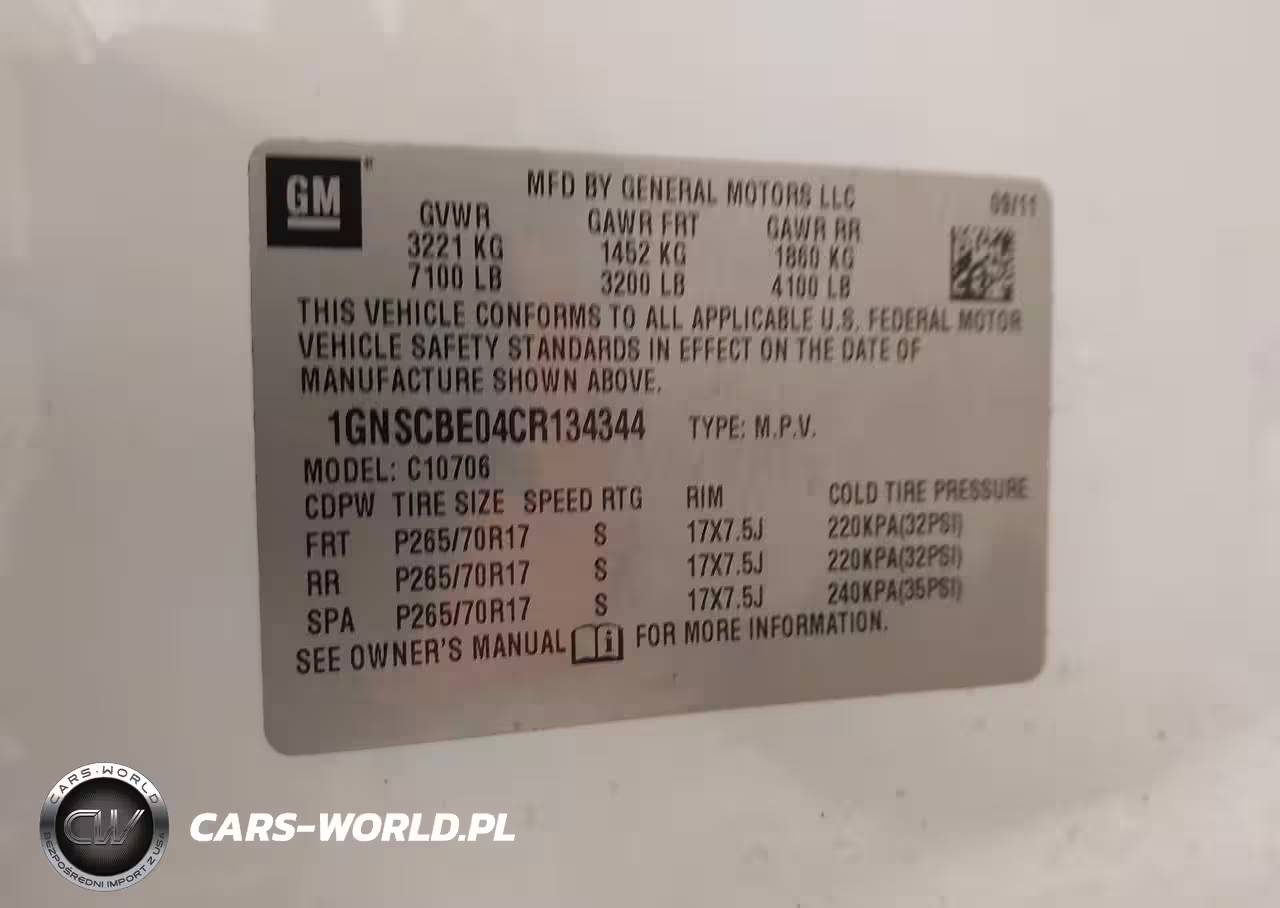 GM
MFD BY GENERAL MOTORS LLC 09/11
GVWR GAWR FRT GAWR RR
3221 KG 1452 KG 1860 KG
7100 LB 3200 LB 4100 LB
THIS VEHICLE CONFORMS TO ALL APPLICABLE U.S. FEDERAL MOTOR
VEHICLE SAFETY STANDARDS IN EFFECT ON THE DATE OF
MANUFACTURE SHOWN ABOVE.
1GNSCBE04CR134344 TYPE: M.P.V.
MODEL: C10706
CDPW TIRE SIZE SPEED RTG RIM COLD TIRE PRESSURE
FRT P265/70R17 S 17X7.5J 220KPA(32PSI)
RR P265/70R17 S 17X7.5J 220KPA(32PSI)
SPA P265/70R17 S 17X7.5J 240KPA(35PSI)
SEE OWNER'S MANUAL i FOR MORE INFORMATION.
CARS-WORLD
CW
BEZPOŚREDNI IMPORT Z USA
CARS-WORLD.PL